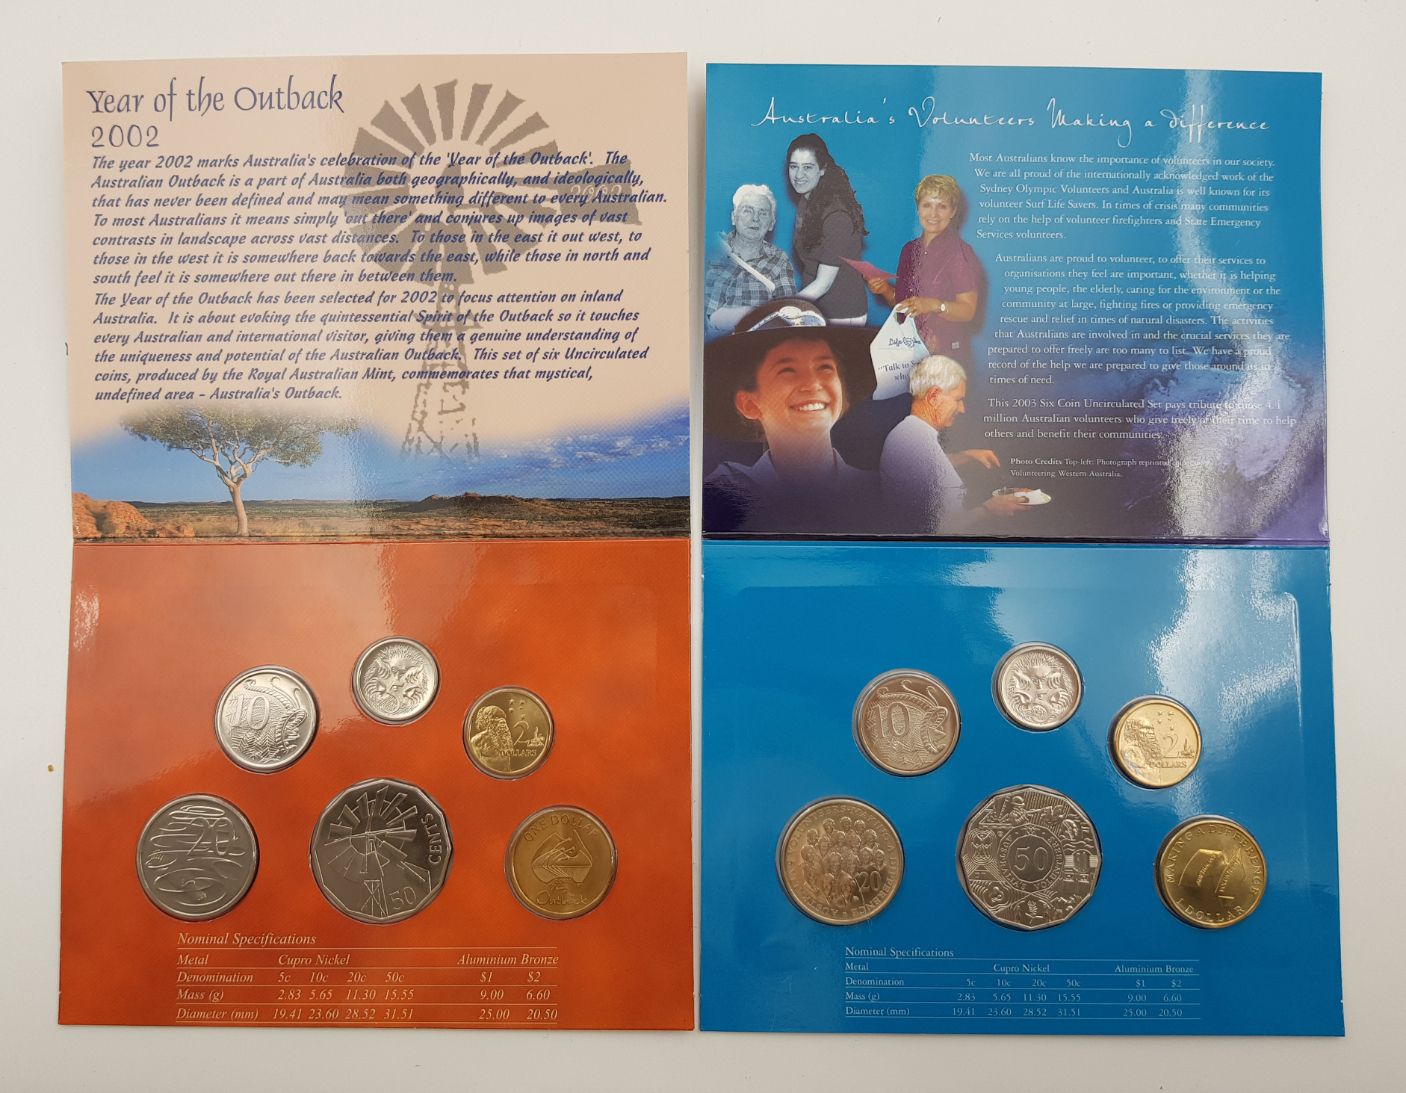 Year of the Outback
2002
The year 2002 marks Australia's celebration of the 'Year of the Outback'. The
Australian Outback is a part of Australia both geographically, and ideologically,
that has never been defined and may mean something different to every Australian.
To most Australians it means simply 'out there' and conjures up images of vast
contrasts in landscape across vast distances. To those in the east it out west, to
those in the west it is somewhere back towards the east, while those in north and
south feel it is somewhere out there in between them.
The Year of the Outback has been selected for 2002 to focus attention on inland
Australia. It is about evoking the quintessential Spirit of the Outback so it touches
every Australian and international visitor, giving them a genuine understanding of
the uniqueness and potential of the Australian Outback. This set of six Uncirculated
coins, produced by the Royal Australian Mint, commemorates that mystical,
undefined area - Australia's Outback.
10
2
DOLLARS
20
CENTS
50
ONE DOLLAR
Outback
Nominal Specifications
Metal Cupro Nickel Aluminium Bronze
Denomination 5c 10c 20c 50c $1 $2
Mass (g) 2.83 5.65 11.30 15.55 9.00 6.60
Diameter (mm) 19.41 23.60 28.52 31.51 25.00 20.50
Australia's Volunteers Making a difference
Most Australians know the importance of volunteers in our society.
We are all proud of the internationally acknowledged work of the
Sydney Olympic Volunteers and Australia is well known for its
volunteer Surf Life Savers. In times of crisis many communities
rely on the help of volunteer firefighters and State Emergency
Services volunteers.
Australians are proud to volunteer, to offer their services to
organisations they feel are important, whether it is helping
young people, the elderly, caring for the environment or the
community at large, fighting fires or providing emergency
rescue and relief in times of natural disasters. The activities
that Australians are involved in and the crucial services they are
prepared to offer freely are too many to list. We have a proud
record of the help we are prepared to give those around us in
times of need.
This 2003 Six Coin Uncirculated Set pays tribute to those 4.1
million Australian volunteers who give freely of their time to help
others and benefit their communities.
Photo Credits Top-left: Photograph reprinted
Volunteering Western Australia.
"Talk to
10
2
DOLLARS
20
50
AUSTRALIA'S VOLUNTEERS
MAKING A DIFFERENCE
1 DOLLAR
Nominal Specifications
Metal Cupro Nickel Aluminium Bronze
Denomination 5c 10c 20c 50c $1 $2
Mass (g) 2.83 5.65 11.30 15.55 9.00 6.60
Diameter (mm) 19.41 23.60 28.52 31.51 25.00 20.50